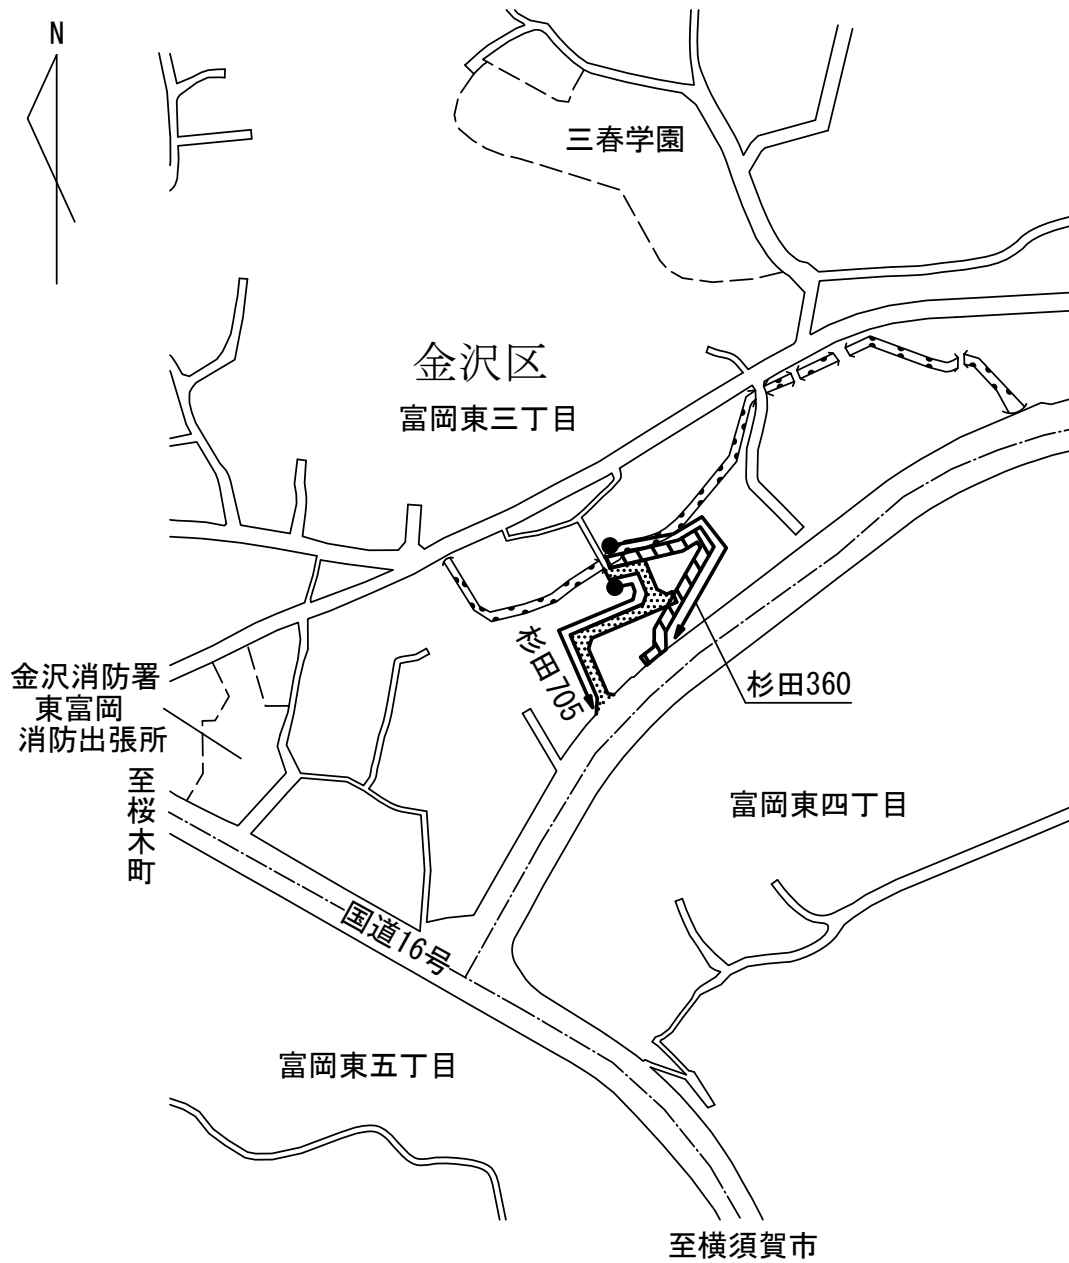 N
三春学園
金沢区
富岡東三丁目
杉田705
杉田360
金沢消防署
東富岡
消防出張所
至桜木町
富岡東四丁目
国道16号
富岡東五丁目
至横須賀市